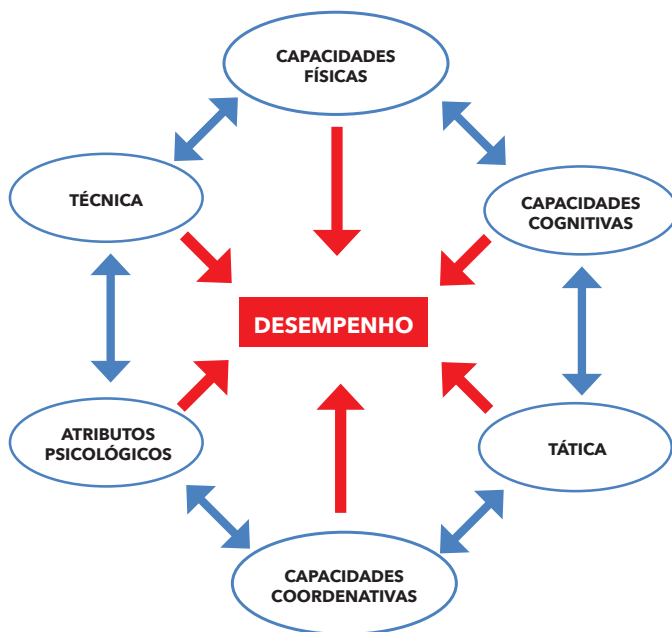 CAPACIDADES
FÍSICAS
TÉCNICA
CAPACIDADES
COGNITIVAS
DESEMPENHO
ATRIBUTOS
PSICOLÓGICOS
TÁTICA
CAPACIDADES
COORDENATIVAS